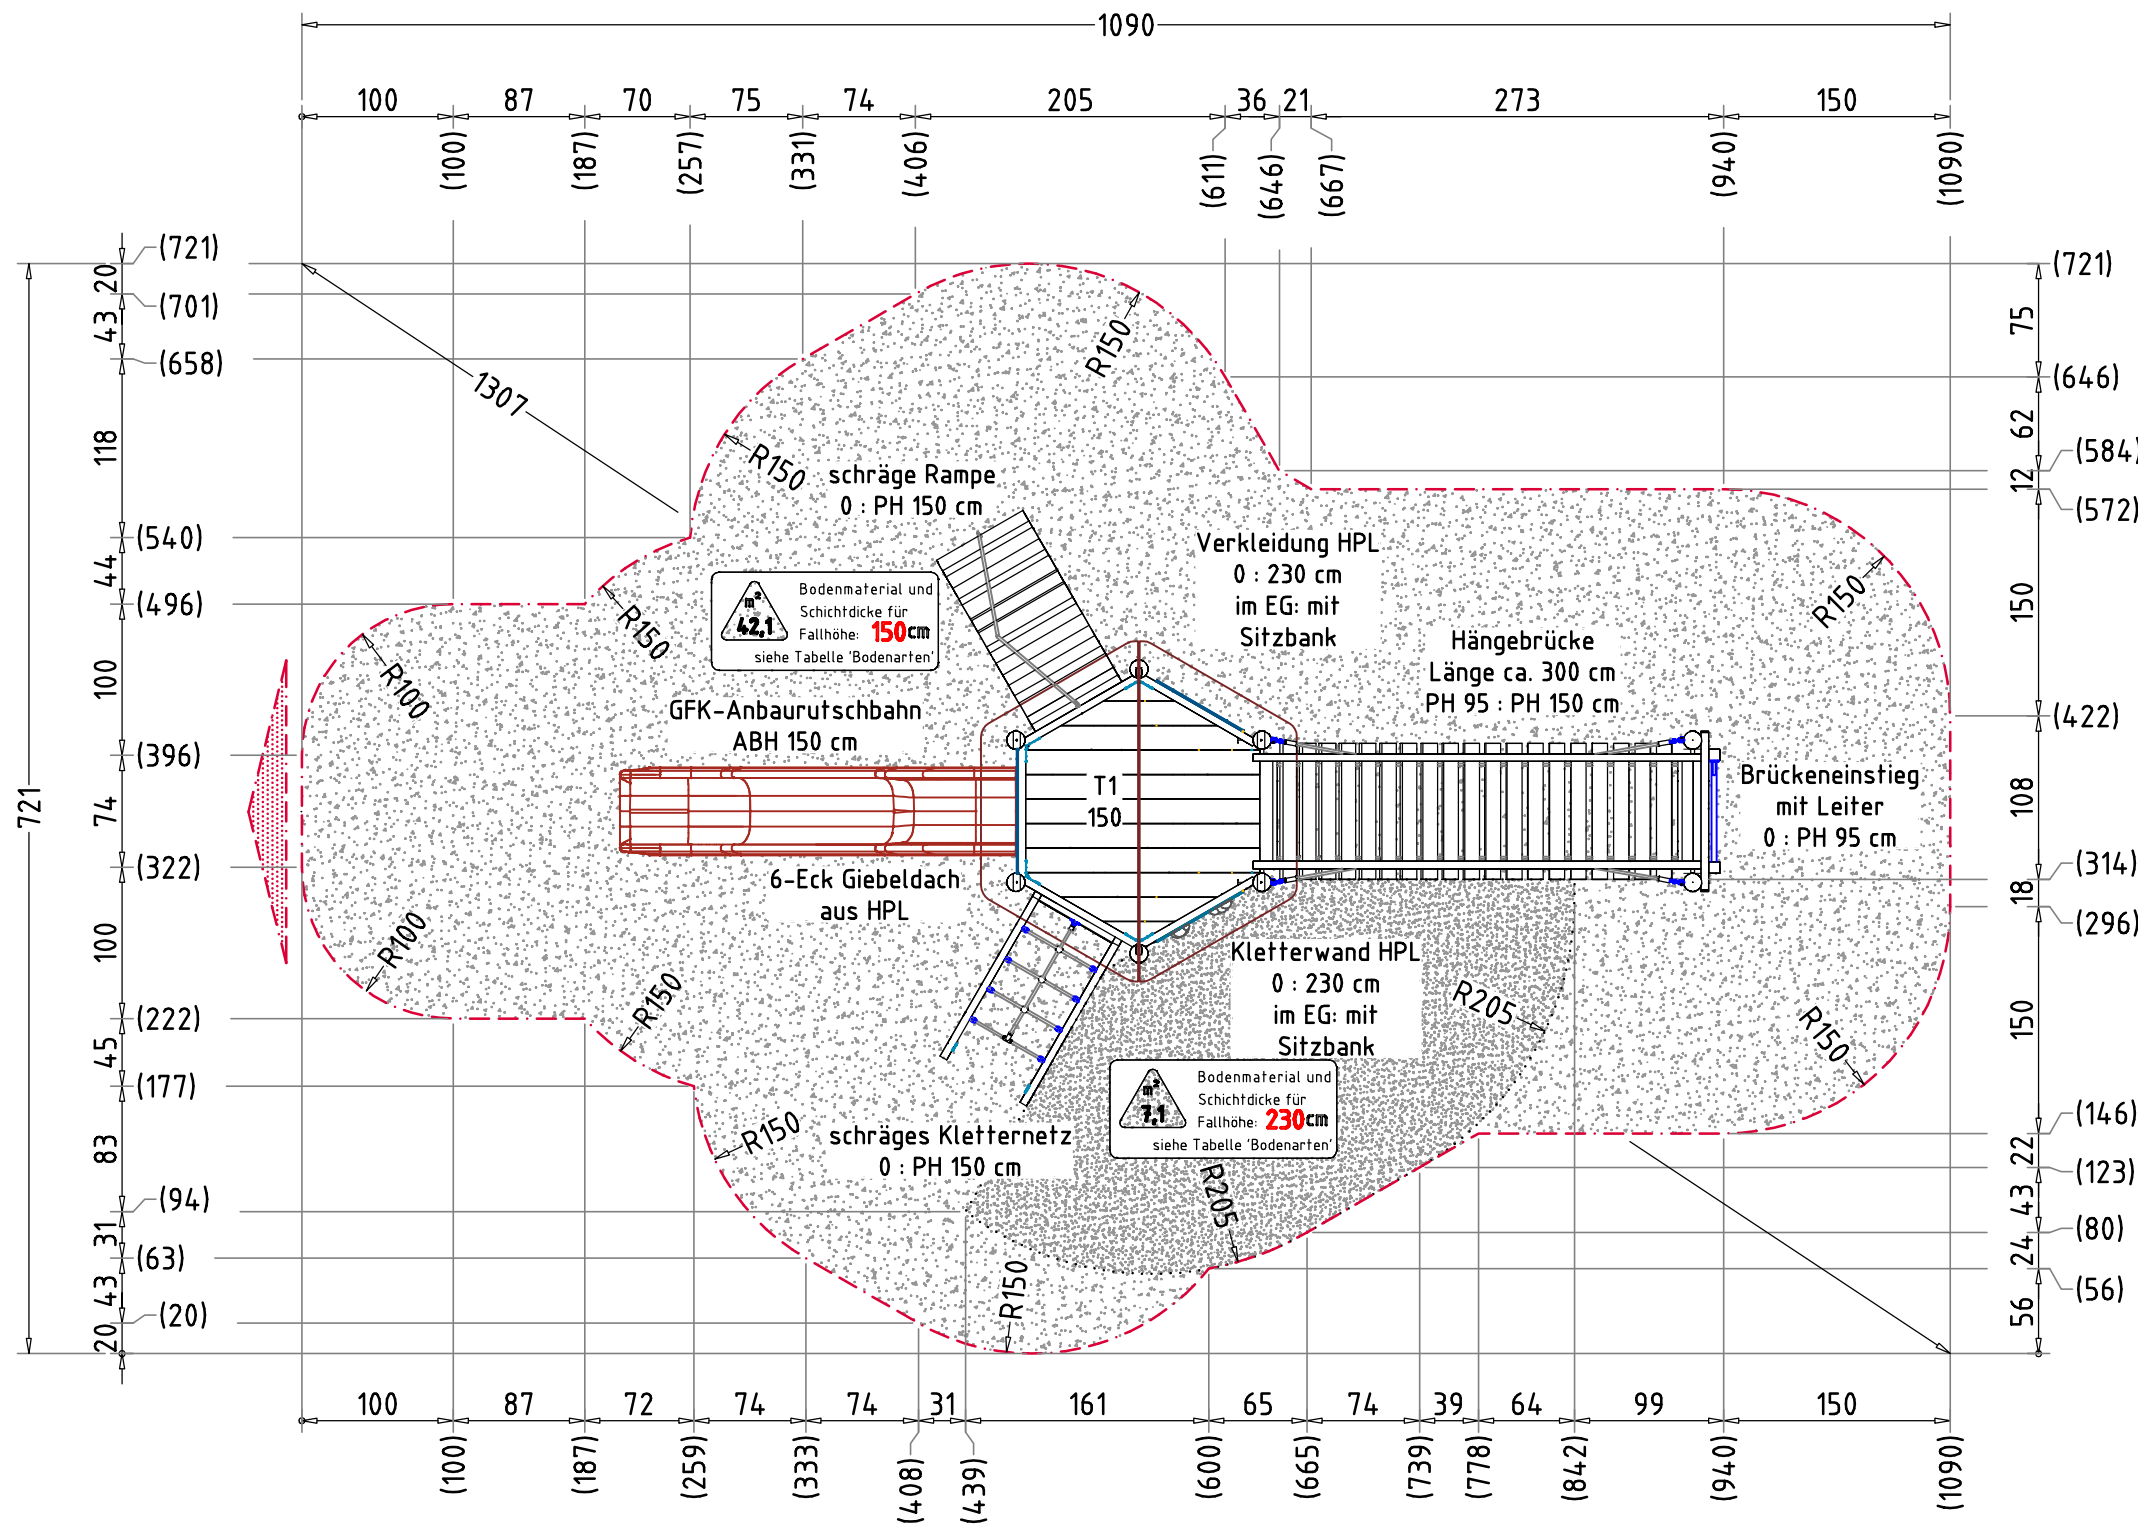 1090
100 87 70 75 74 205 36 21 273 150
(100) (187) (257) (331) (406) (611) (646) (667) (940) (1090)
(721)
20
(701)
43
(658)
118
(540)
44
(496)
100
(396)
74
(322)
100
(222)
45
(177)
83
(94)
31
(63)
43
(20)
20
721
1307
R150
R150
R150
R100
R100
R150
R150
R150
R205
R205
R150
R150
schräge Rampe
0 : PH 150 cm
m²
42,1
Bodenmaterial und
Schichtdicke für
Fallhöhe: 150cm
siehe Tabelle 'Bodenarten'
Verkleidung HPL
0 : 230 cm
im EG: mit
Sitzbank
Hängebrücke
Länge ca. 300 cm
PH 95 : PH 150 cm
GFK-Anbaurutschbahn
ABH 150 cm
T1
150
Brückeneinstieg
mit Leiter
0 : PH 95 cm
6-Eck Giebeldach
aus HPL
Kletterwand HPL
0 : 230 cm
im EG: mit
Sitzbank
m²
7,1
Bodenmaterial und
Schichtdicke für
Fallhöhe: 230cm
siehe Tabelle 'Bodenarten'
schräges Kletternetz
0 : PH 150 cm
(721)
75
(646)
62
(584)
12
(572)
150
(422)
108
(314)
18
(296)
150
(146)
22
(123)
43
(80)
24
(56)
56
100 87 72 74 74 31 161 65 74 39 64 99 150
(100) (187) (259) (333) (408) (439) (600) (665) (739) (778) (842) (940) (1090)